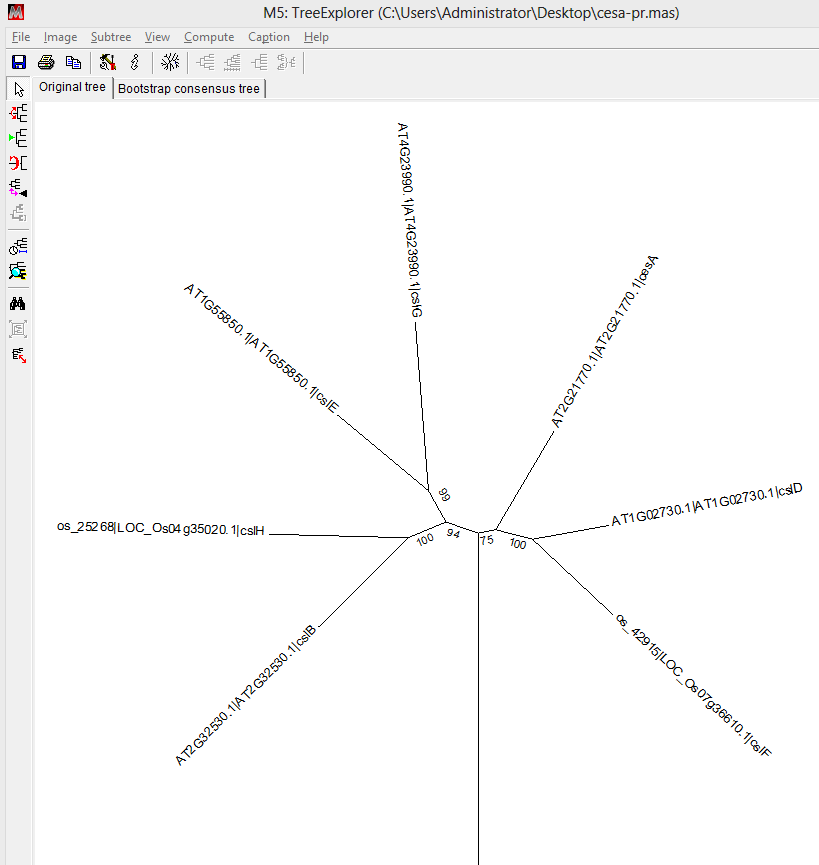 M5: TreeExplorer (C:\Users\Administrator\Desktop\cesa-pr.mas)
File Image Subtree View Compute Caption Help
Original tree Bootstrap consensus tree
AT4G23990.1|AT4G23990.1|cslG
AT2G21770.1|AT2G21770.1|cesA
AT1G55850.1|AT1G55850.1|cslE
AT1G02730.1|AT1G02730.1|cslD
99
os_25268|LOC_Os04g35020.1|cslH
100
94
75
100
os_42915|LOC_Os07g36610.1|cslF
AT2G32530.1|AT2G32530.1|cslB